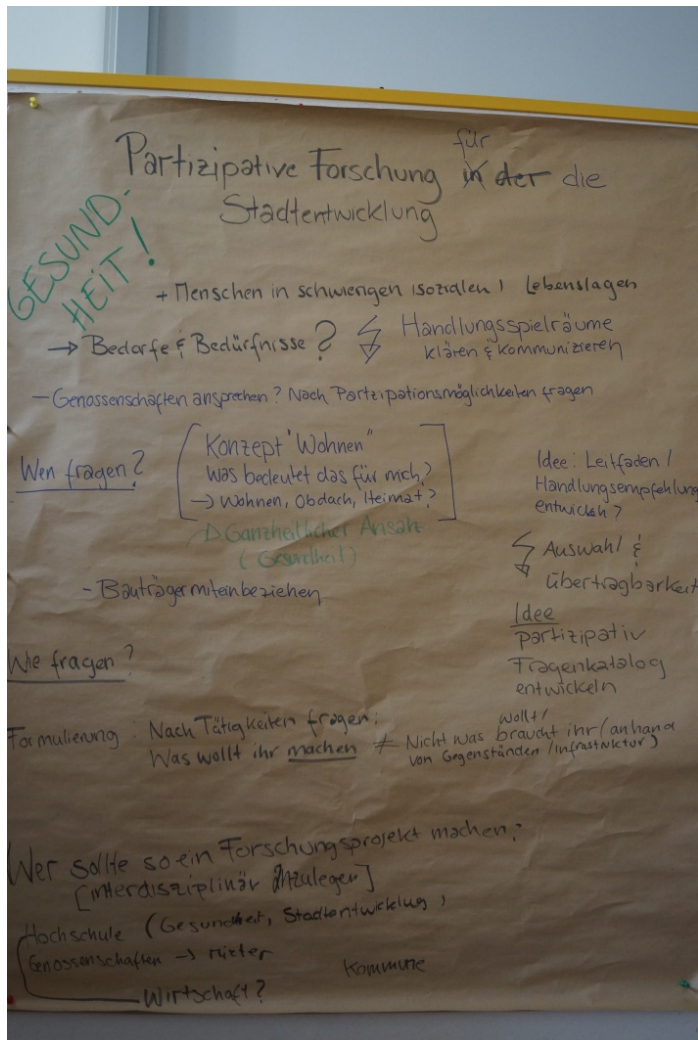 Partizipative Forschung in der für die
Stadtentwicklung
GESUND-
HEIT!
+ Menschen in schwierigen (sozialen) Lebenslagen
→ Bedarfe & Bedürfnisse?
Handlungsspielräume
klären & kommunizieren
- Genossenschaften ansprechen? Nach Partizipationsmöglichkeiten fragen
Wen fragen?
Konzept "Wohnen"
Was bedeutet das für mich?
→ Wohnen, Obdach, Heimat?
Ganzheitlicher Ansatz
(Gesundheit)
- Bauträger miteinbeziehen
Idee: Leitfaden /
Handlungsempfehlung
entwickeln?
Auswahl &
Übertragbarkeit
Idee
partizipativ
Fragenkatalog
entwickeln
Wie fragen?
Formulierung: Nach Tätigkeiten fragen:
Was wollt ihr machen ≠ Nicht was wollt/braucht ihr (anhand
von Gegenständen / Infrastruktur)
Wer sollte so ein Forschungsprojekt machen?
[interdisziplinär anzulegen]
Hochschule (Gesundheit, Stadtentwicklung)
Genossenschaften → Mieter
Kommune
Wirtschaft?